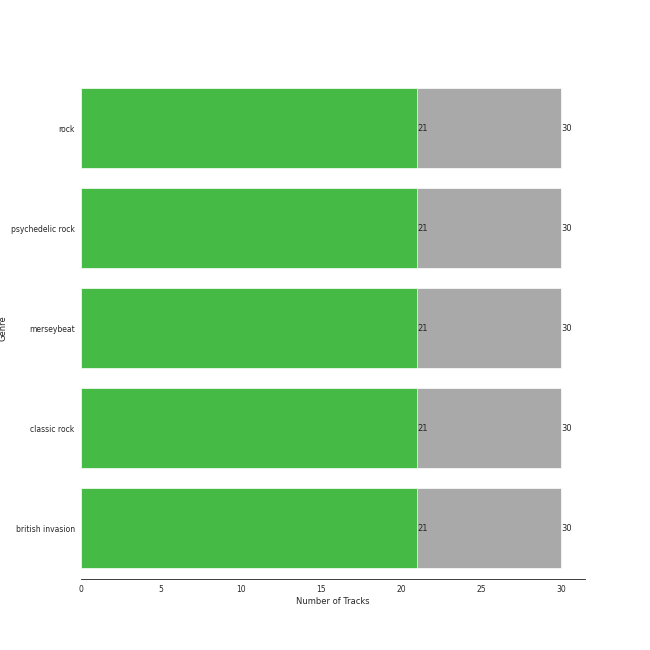 rock 21 30
psychedelic rock 21 30
merseybeat 21 30
classic rock 21 30
british invasion 21 30
Genre
0 5 10 15 20 25 30
Number of Tracks